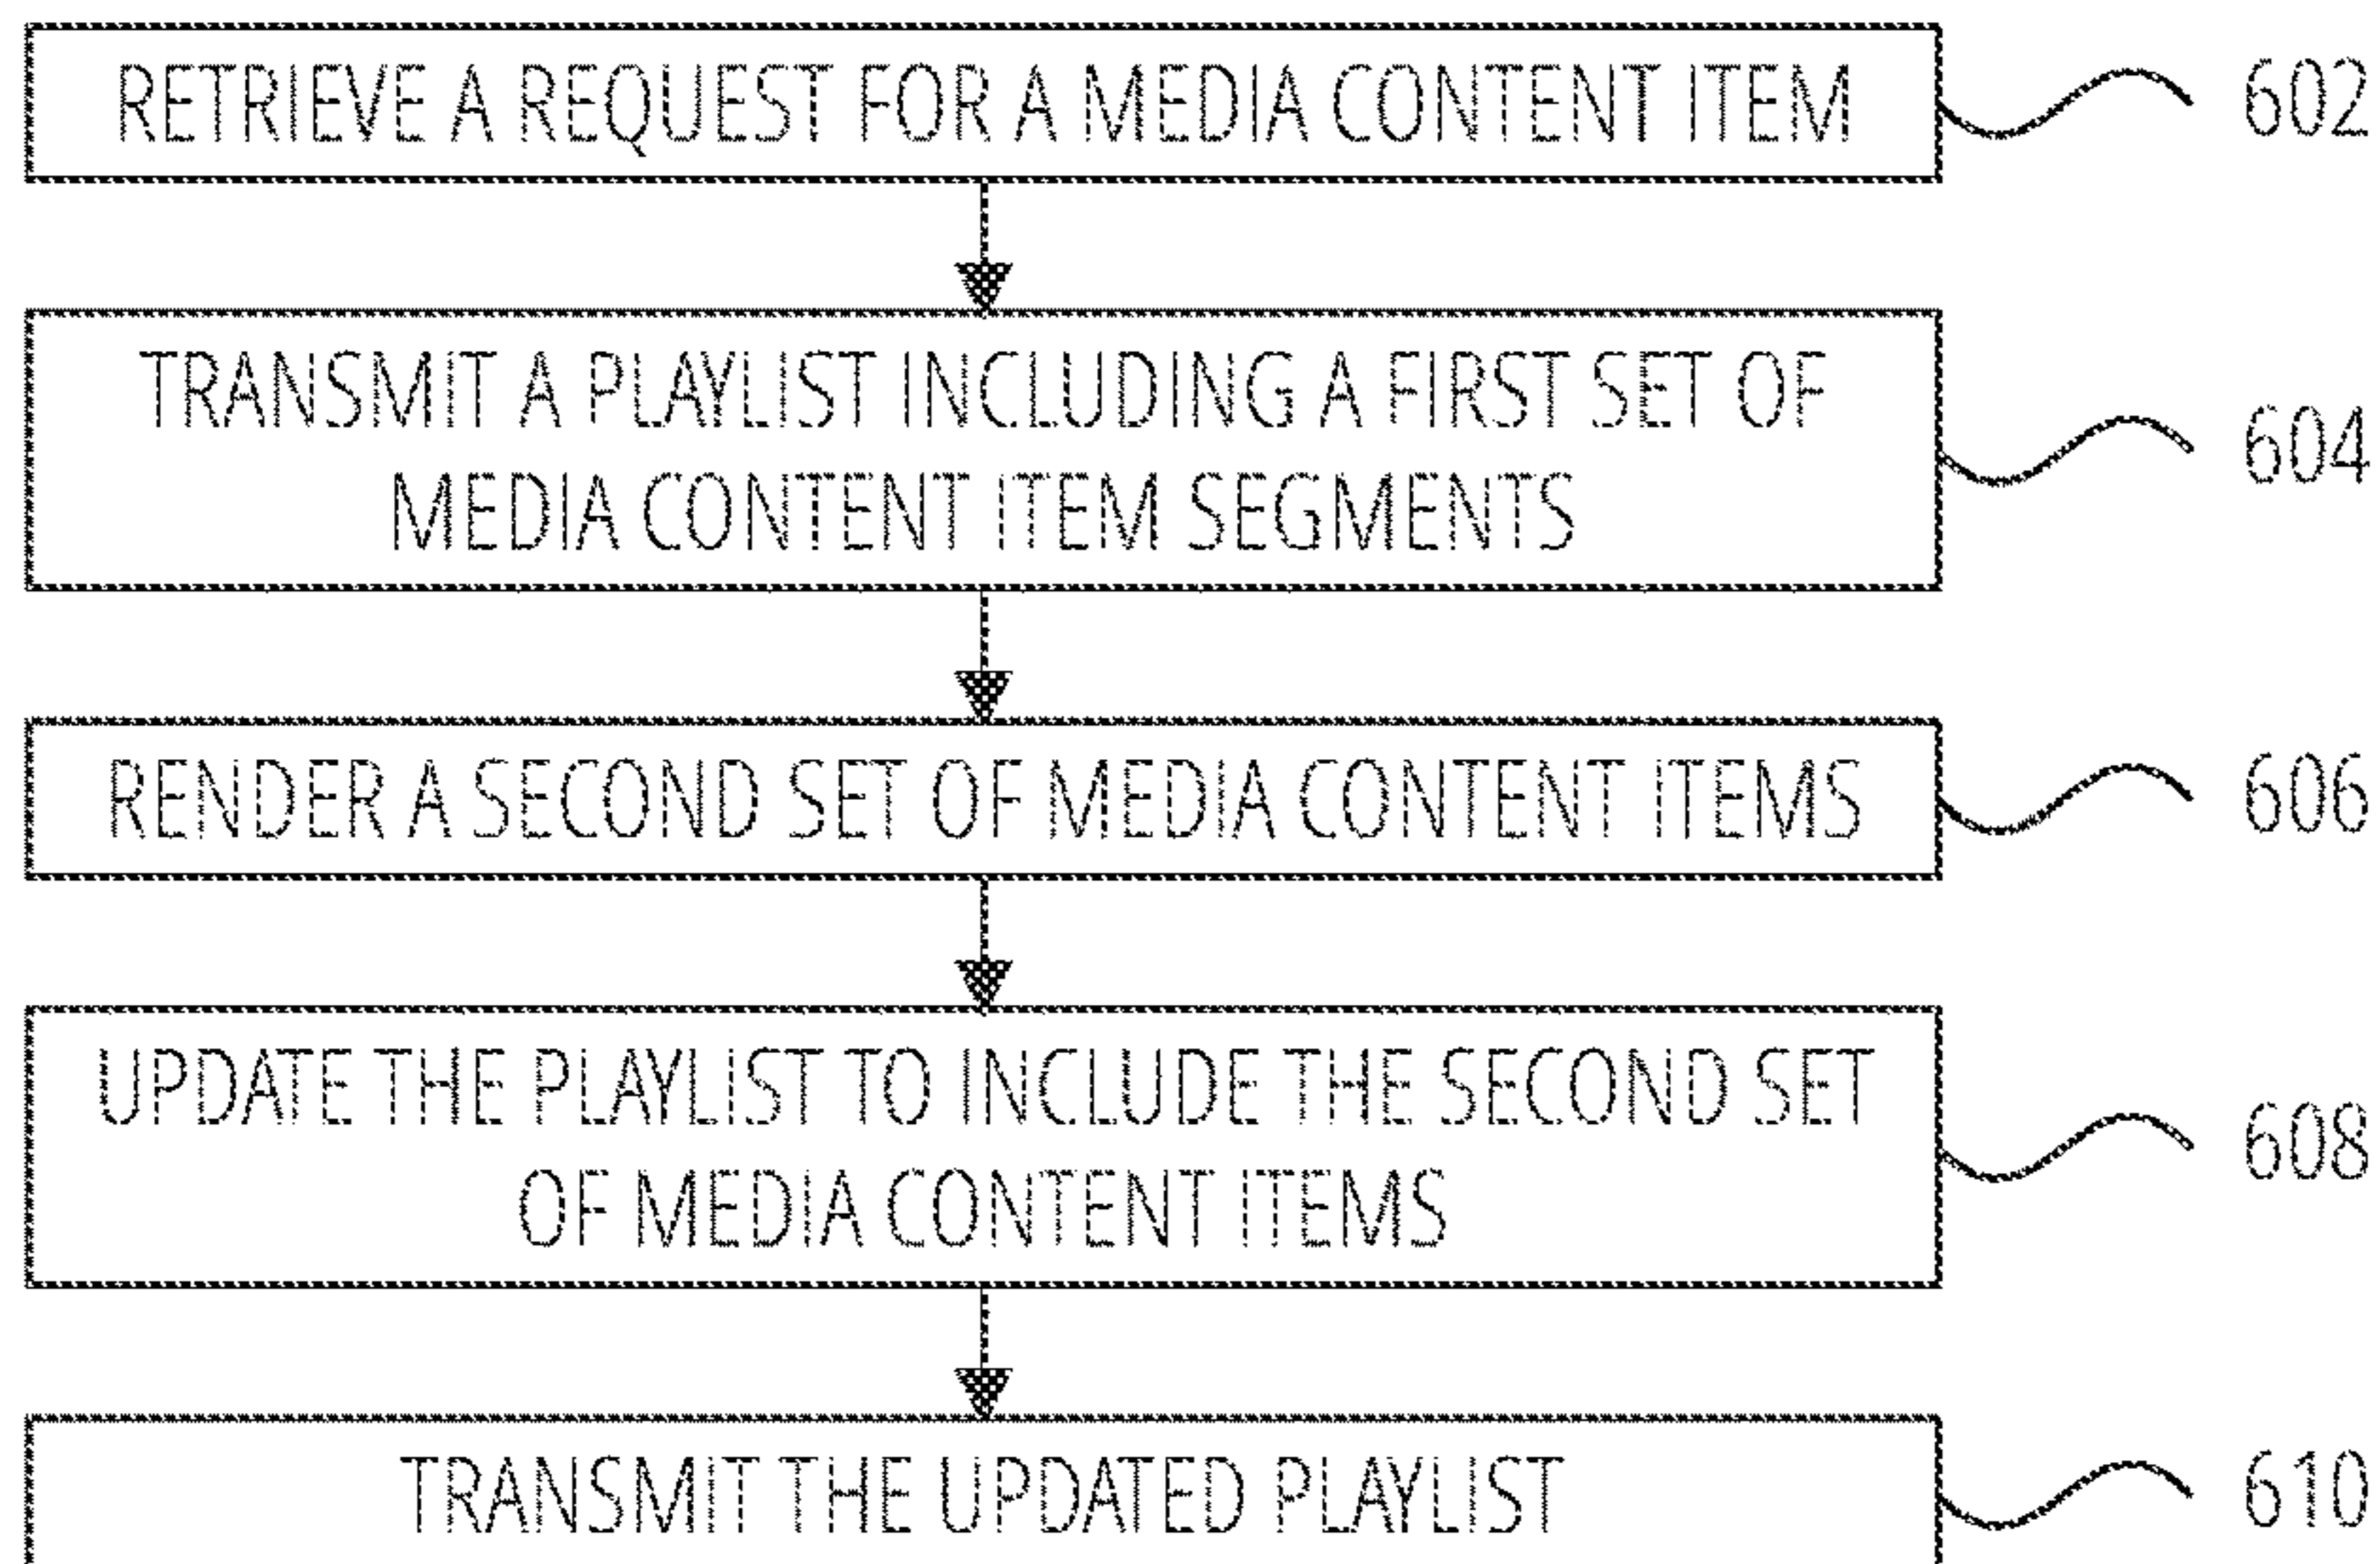 RETRIEVE A REQUEST FOR A MEDIA CONTENT ITEM 602
TRANSMIT A PLAYLIST INCLUDING A FIRST SET OF
MEDIA CONTENT ITEM SEGMENTS
604
RENDER A SECOND SET OF MEDIA CONTENT ITEMS 606
UPDATE THE PLAYLIST TO INCLUDE THE SECOND SET
OF MEDIA CONTENT ITEMS
608
TRANSMIT THE UPDATED PLAYLIST 610